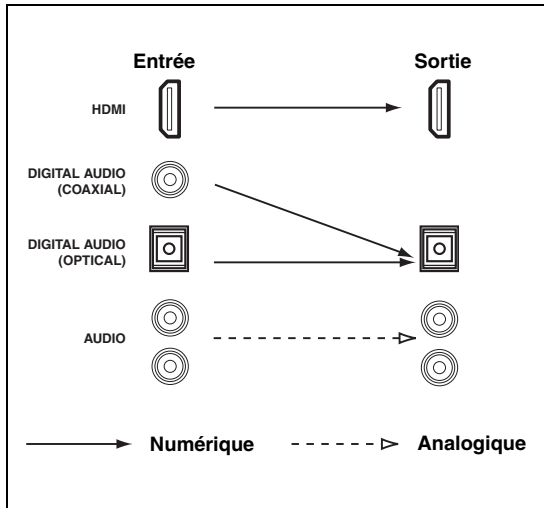 Entrée Sortie
HDMI
DIGITAL AUDIO
(COAXIAL)
DIGITAL AUDIO
(OPTICAL)
AUDIO
Numérique Analogique